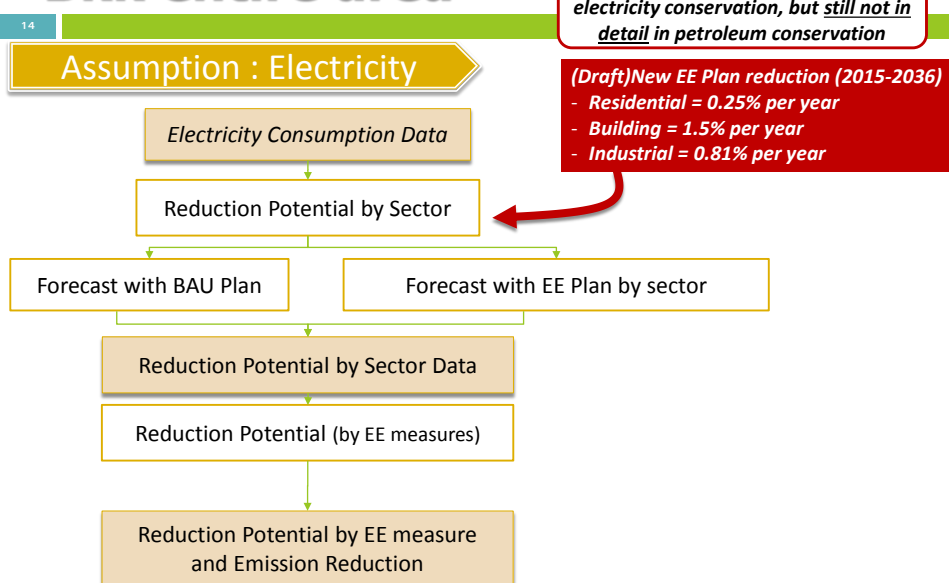 electricity conservation, but still not in
detail in petroleum conservation
14
Assumption : Electricity
(Draft)New EE Plan reduction (2015-2036)
- Residential = 0.25% per year
- Building = 1.5% per year
- Industrial = 0.81% per year
Electricity Consumption Data
Reduction Potential by Sector
Forecast with BAU Plan
Forecast with EE Plan by sector
Reduction Potential by Sector Data
Reduction Potential (by EE measures)
Reduction Potential by EE measure
and Emission Reduction